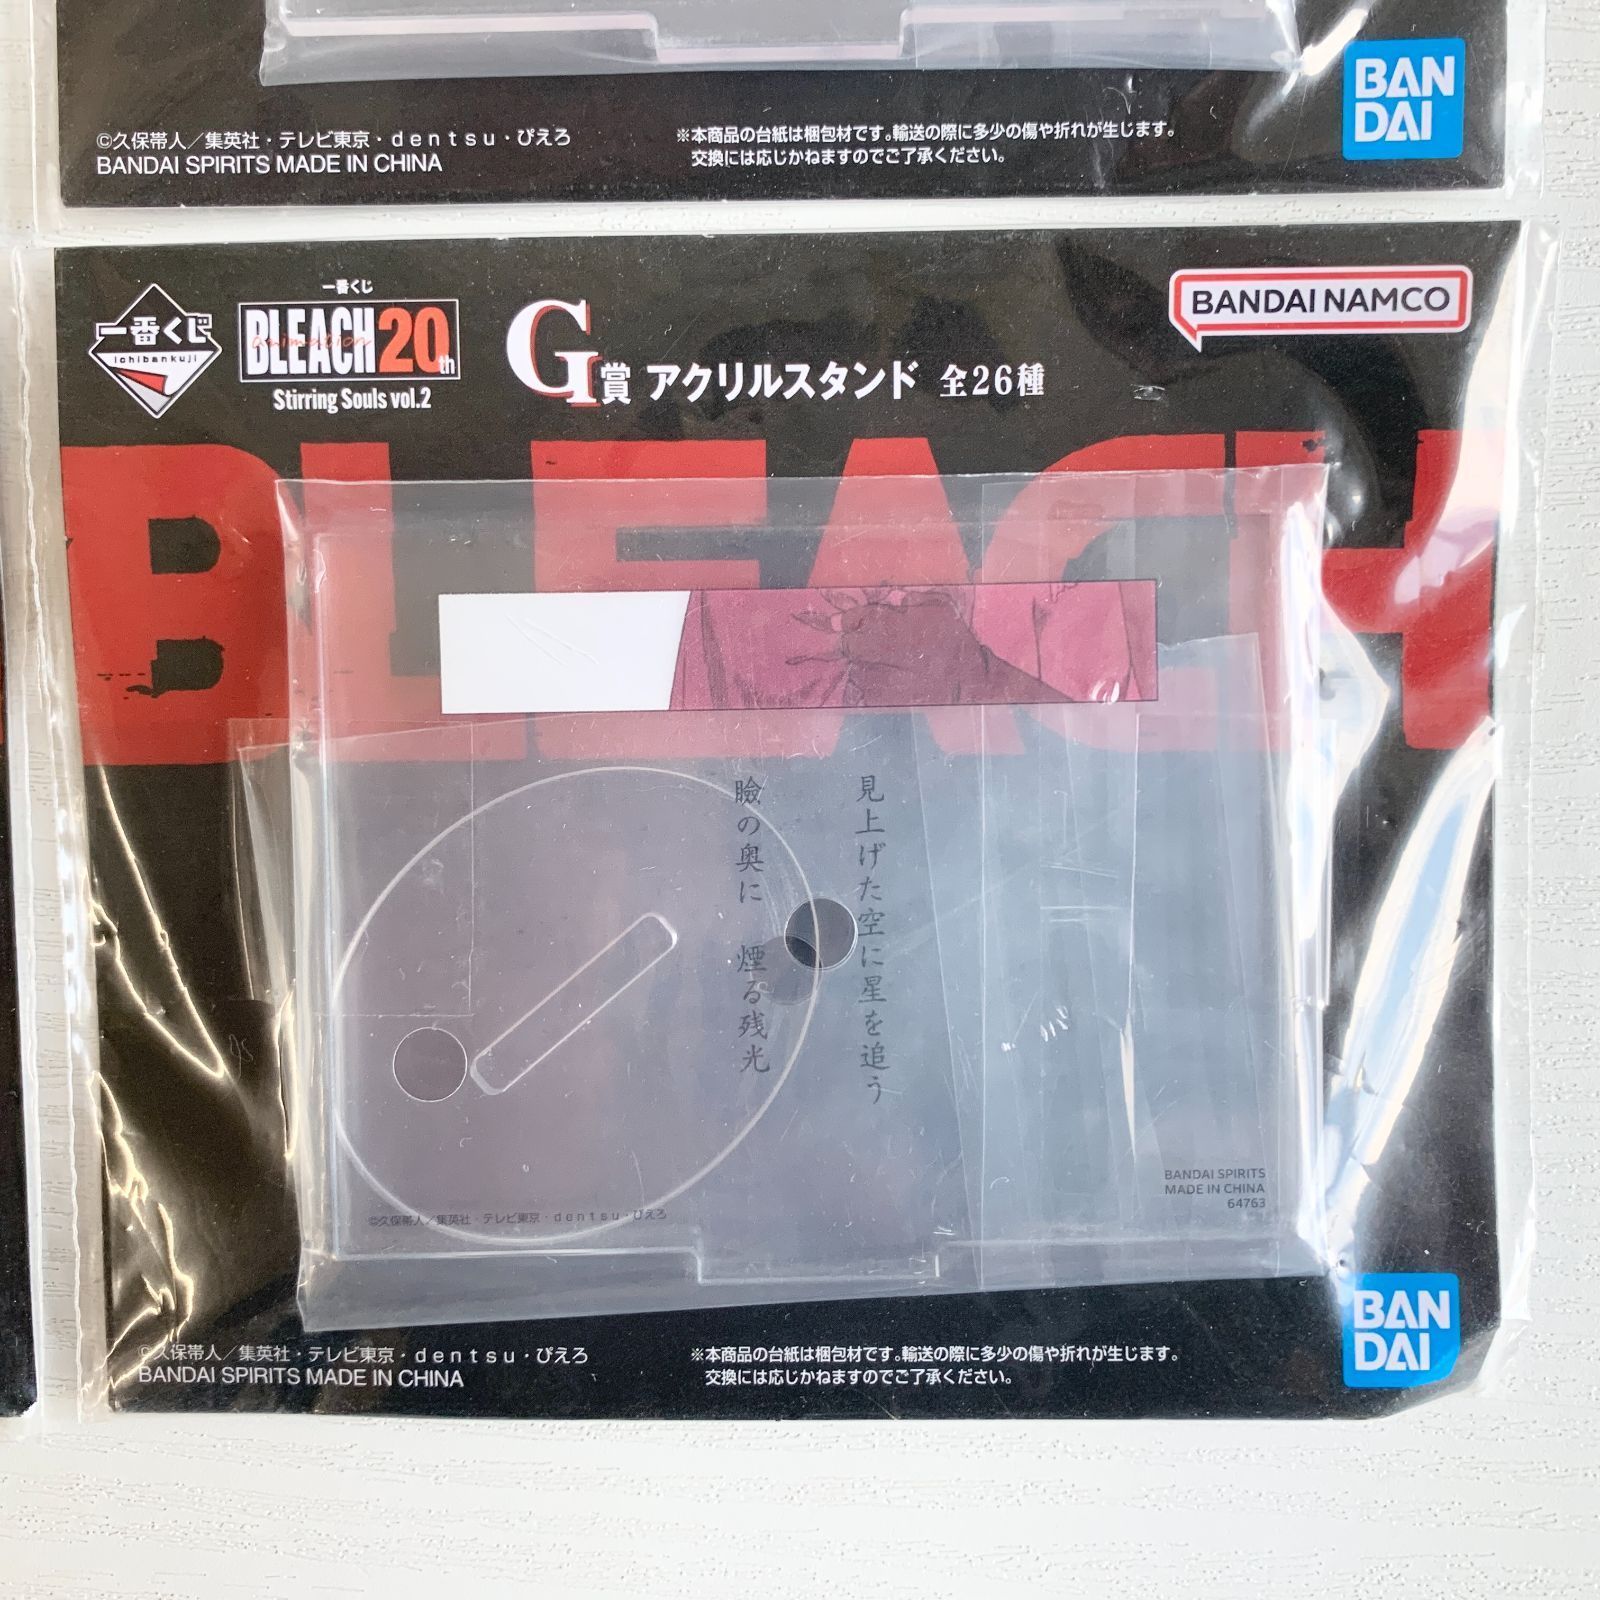 ©久保帯人／集英社・テレビ東京・dentsu・ぴえろ
BANDAI SPIRITS MADE IN CHINA
※本商品の台紙は梱包材です。輸送の際に多少の傷や折れが生じます。
交換には応じかねますのでご了承ください。
BAN
DAI
一番くじ
ichibankuji
一番くじ
BLEACH 20th
animation
Stirring Souls vol.2
G賞 アクリルスタンド 全26種
BANDAI NAMCO
BLEACH
見上げた空に星を追う
瞼の奥に 煙る残光
BANDAI SPIRITS
MADE IN CHINA
64763
©久保帯人／集英社・テレビ東京・dentsu・ぴえろ
©久保帯人／集英社・テレビ東京・dentsu・ぴえろ
BANDAI SPIRITS MADE IN CHINA
※本商品の台紙は梱包材です。輸送の際に多少の傷や折れが生じます。
交換には応じかねますのでご了承ください。
BAN
DAI